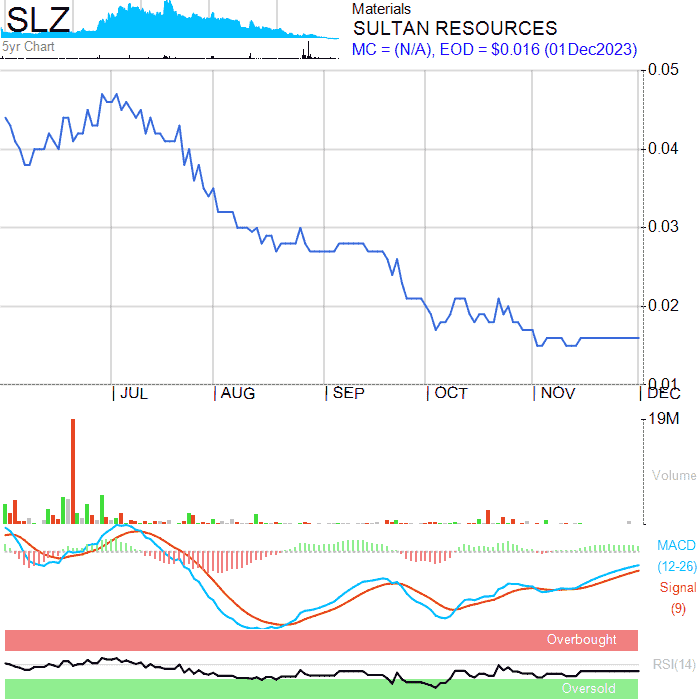 SLZ
5yr Chart
Materials
SULTAN RESOURCES
MC = (N/A), EOD = $0.016 (01Dec2023)
0.05
0.04
0.03
0.02
0.01
JUL AUG SEP OCT NOV DEC
19M
Volume
MACD
(12-26)
Signal
(9)
Overbought
RSI(14)
Oversold